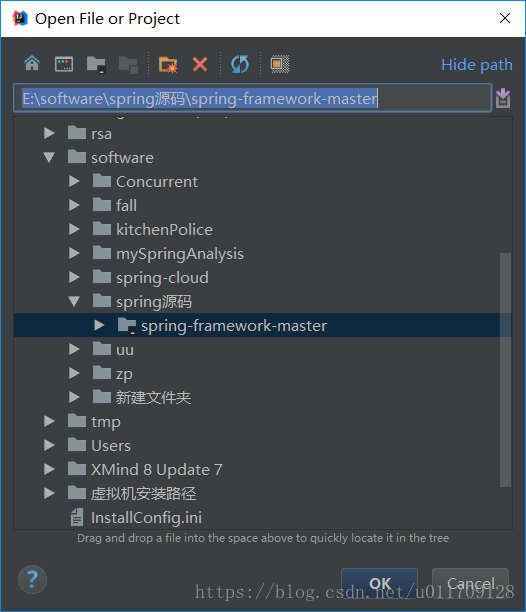 Open File or Project
Hide path
E:\software\spring源码\spring-framework-master
rsa
software
Concurrent
fall
kitchenPolice
mySpringAnalysis
spring-cloud
spring源码
spring-framework-master
uu
zp
新建文件夹
tmp
Users
XMind 8 Update 7
虚拟机安装路径
InstallConfig.ini
Drag and drop a file into the space above to quickly locate it in the tree
?
OK
Cancel
https://blog.csdn.net/u011709128